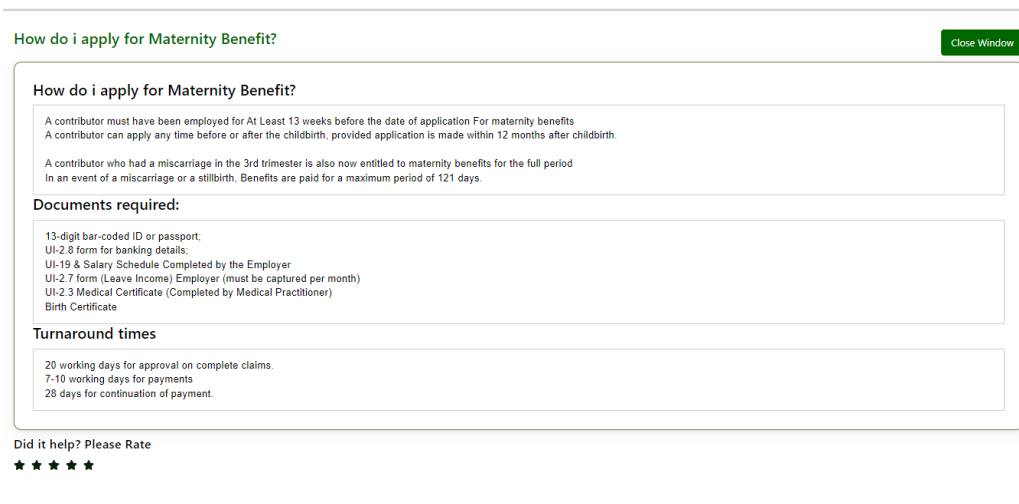 How do i apply for Maternity Benefit?
Close Window
How do i apply for Maternity Benefit?
A contributor must have been employed for At Least 13 weeks before the date of application For maternity benefits
A contributor can apply any time before or after the childbirth, provided application is made within 12 months after childbirth.
A contributor who had a miscarriage in the 3rd trimester is also now entitled to maternity benefits for the full period
In an event of a miscarriage or a stillbirth, Benefits are paid for a maximum period of 121 days.
Documents required:
13-digit bar-coded ID or passport;
UI-2.8 form for banking details;
UI-19 & Salary Schedule Completed by the Employer
UI-2.7 form (Leave Income) Employer (must be captured per month)
UI-2.3 Medical Certificate (Completed by Medical Practitioner)
Birth Certificate
Turnaround times
20 working days for approval on complete claims.
7-10 working days for payments
28 days for continuation of payment.
Did it help? Please Rate